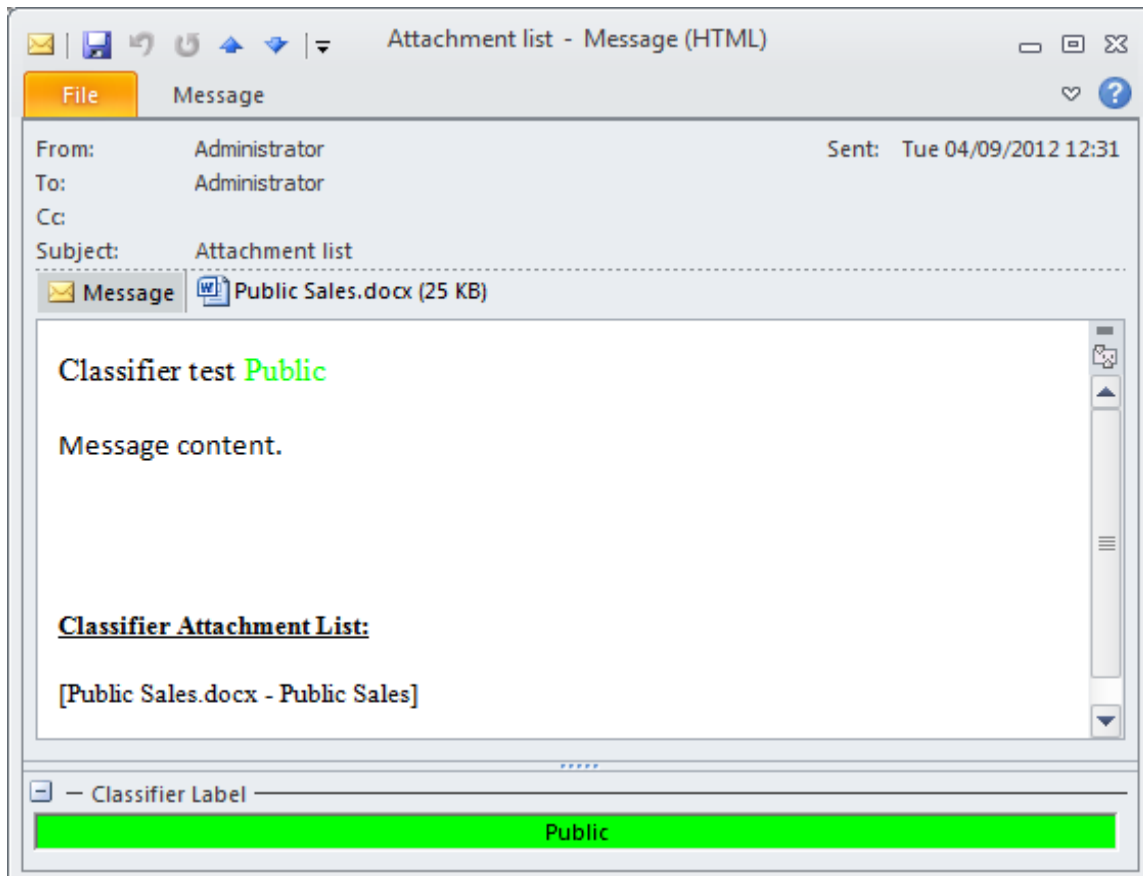 Attachment list - Message (HTML)
File Message
From: Administrator Sent: Tue 04/09/2012 12:31
To: Administrator
Cc:
Subject: Attachment list
Message Public Sales.docx (25 KB)
Classifier test Public
Message content.
Classifier Attachment List:
[Public Sales.docx - Public Sales]
Classifier Label
Public